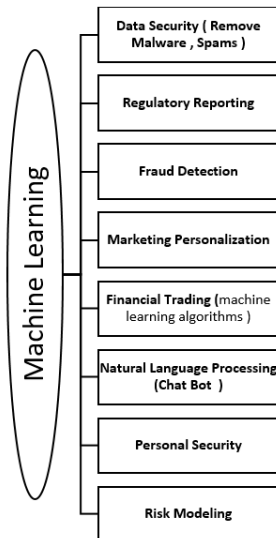 Machine Learning
Data Security ( Remove
Malware , Spams )
Regulatory Reporting
Fraud Detection
Marketing Personalization
Financial Trading (machine
learning algorithms )
Natural Language Processing
(Chat Bot  )
Personal Security
Risk Modeling